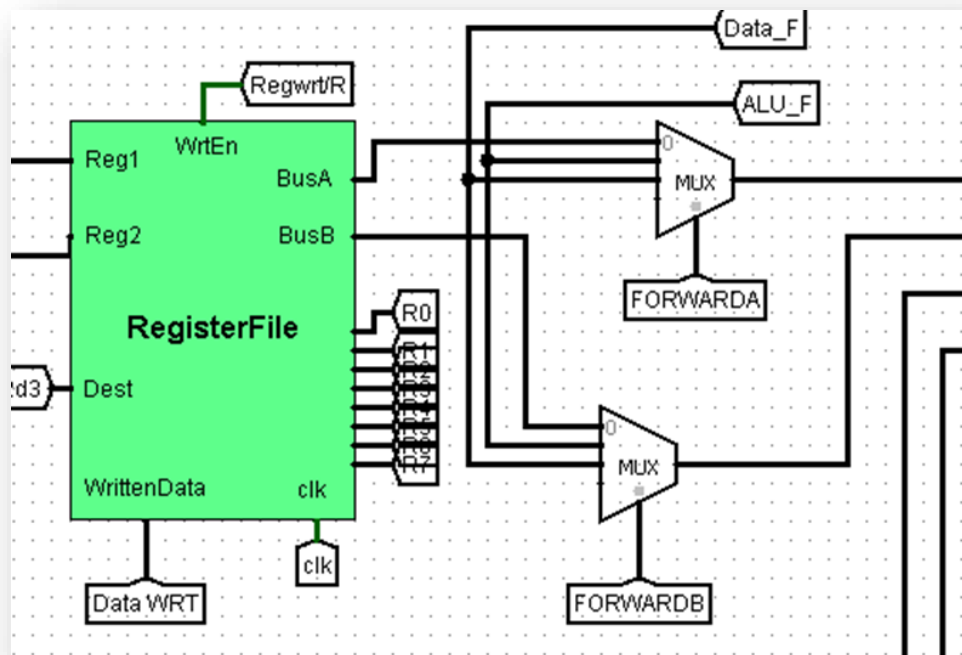 Data_F
Regwrt/R
ALU_F
WrtEn
Reg1
BusA
0
MUX
Reg2
BusB
FORWARDA
R0
RegisterFile
Dest
0
MUX
WrittenData
clk
clk
Data WRT
FORWARDB